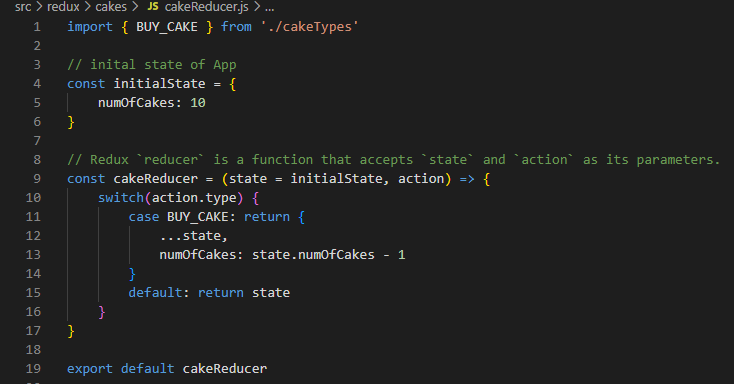 src > redux > cakes > JS cakeReducer.js > ...
1 import { BUY_CAKE } from './cakeTypes'
2
3 // inital state of App
4 const initialState = {
5     numOfCakes: 10
6 }
7
8 // Redux `reducer` is a function that accepts `state` and `action` as its parameters.
9 const cakeReducer = (state = initialState, action) => {
10     switch(action.type) {
11         case BUY_CAKE: return {
12             ...state,
13             numOfCakes: state.numOfCakes - 1
14         }
15         default: return state
16     }
17 }
18
19 export default cakeReducer